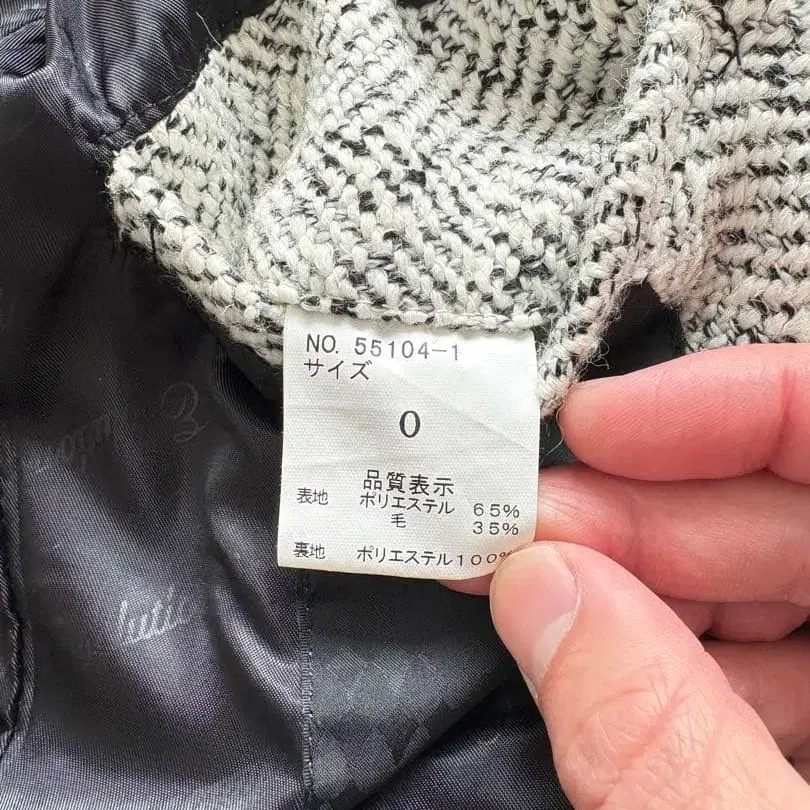 NO. 55104-1
サイズ
0
品質表示
表地 ポリエステル 65%
毛 35%
裏地 ポリエステル100%